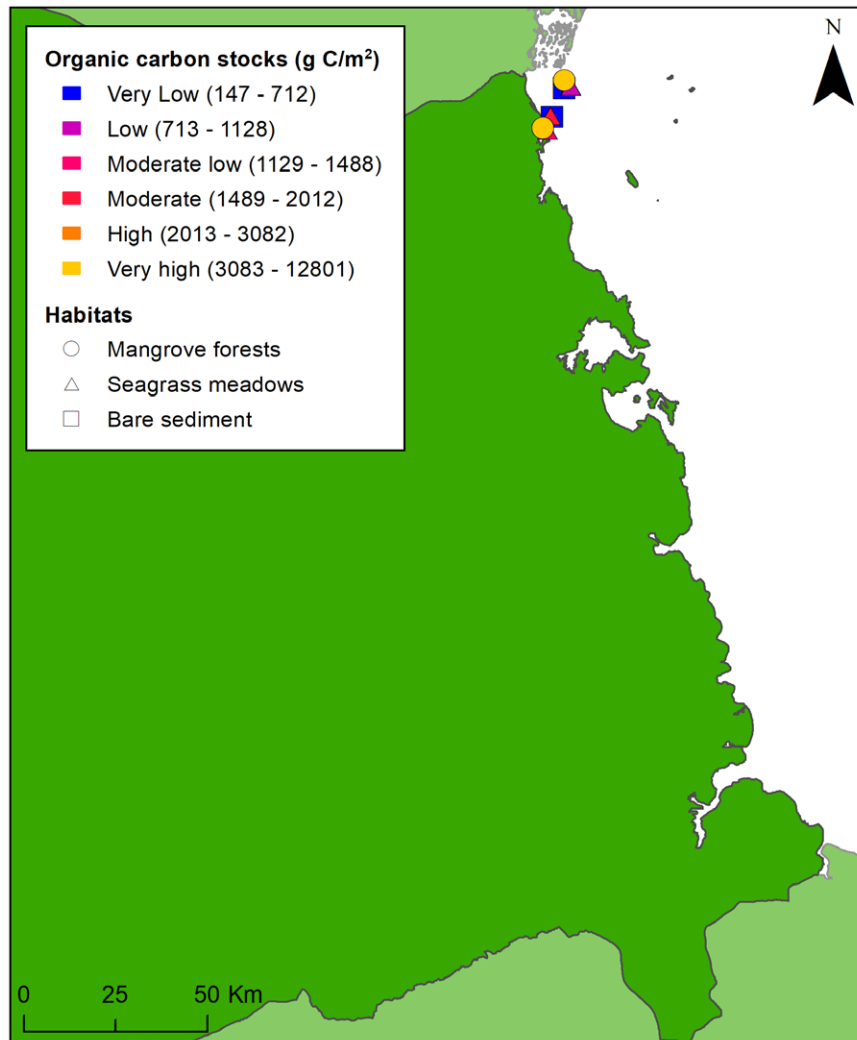 Organic carbon stocks (g C/m²)
Very Low (147 - 712)
Low (713 - 1128)
Moderate low (1129 - 1488)
Moderate (1489 - 2012)
High (2013 - 3082)
Very high (3083 - 12801)
Habitats
Mangrove forests
Seagrass meadows
Bare sediment
N
0 25 50 Km